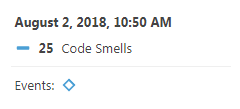 August 2, 2018, 10:50 AM
25 Code Smells
Events: